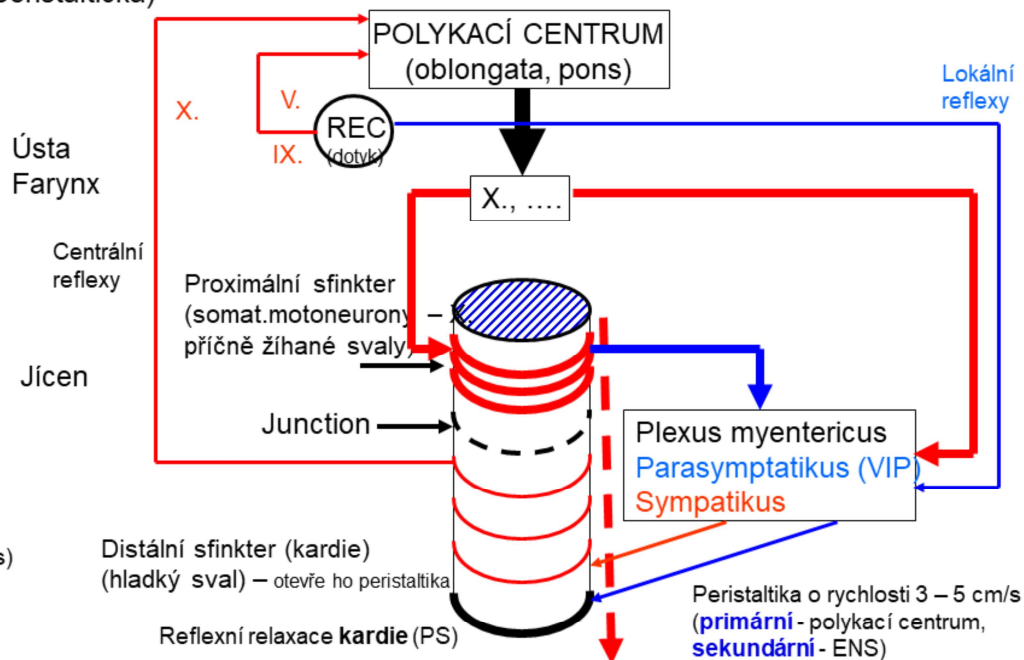 peristaltická)
POLYKACÍ CENTRUM
(oblongata, pons)
Lokální
reflexy
X.
V.
REC
(dotyk)
IX.
Ústa
Farynx
X., ....
Centrální
reflexy
Proximální sfinkter
(somat.motoneurony – X.
příčně žíhané svaly)
Jícen
Junction
Plexus myentericus
Parasymptatikus (VIP)
Sympatikus
s)
Distální sfinkter (kardie)
(hladký sval) – otevře ho peristaltika
Reflexní relaxace kardie (PS)
Peristaltika o rychlosti 3 – 5 cm/s
(primární - polykací centrum,
sekundární - ENS)